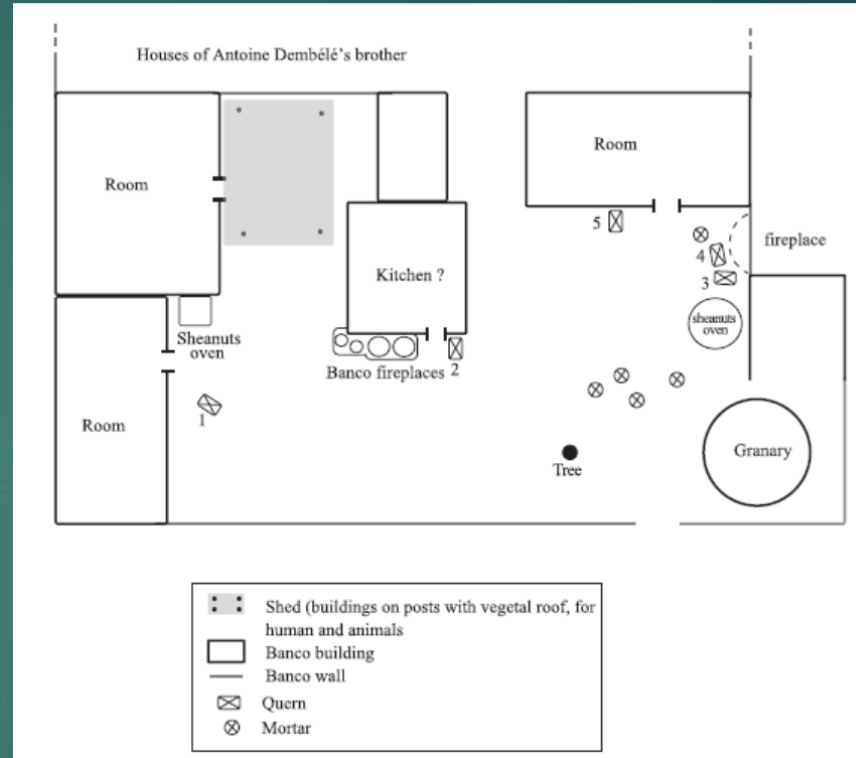 Houses of Antoine Dembélé's brother
Room
Room
5
4
fireplace
3
Kitchen ?
sheanuts
oven
Sheanuts
oven
Banco fireplaces
2
1
Room
Tree
Granary
Shed (buildings on posts with vegetal roof, for
human and animals
Banco building
Banco wall
Quern
Mortar